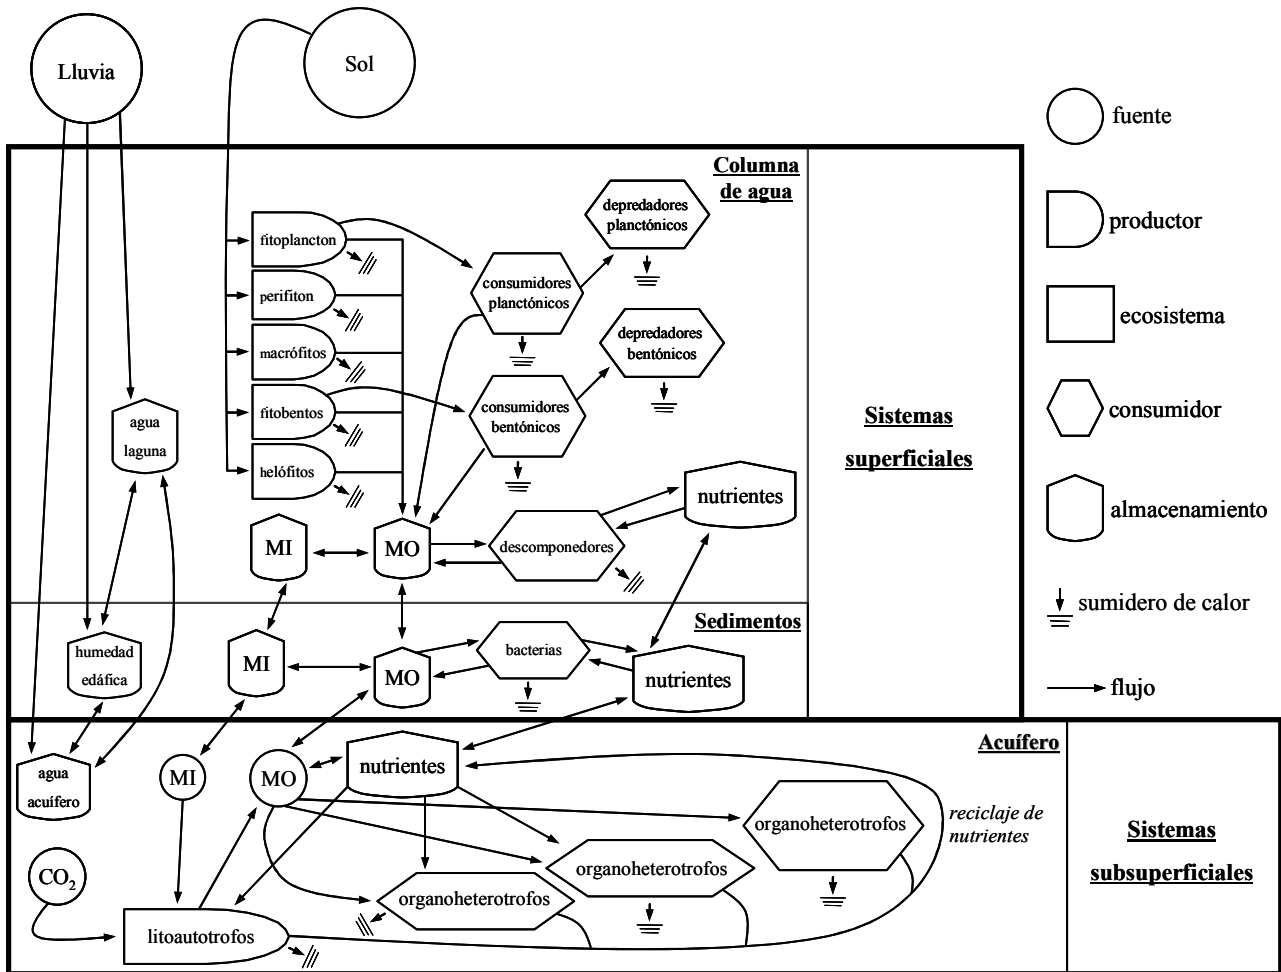 Lluvia
Sol
fuente
productor
ecosistema
consumidor
almacenamiento
sumidero de calor
flujo
Columna
de agua
depredadores
planctónicos
fitoplancton
consumidores
planctónicos
perifiton
depredadores
bentónicos
macrófitos
fitobentos
consumidores
bentónicos
helófitos
agua
laguna
nutrientes
MI
MO
descomponedores
Sistemas
superficiales
Sedimentos
humedad
edáfica
MI
MO
bacterias
nutrientes
Acuífero
agua
acuífero
MI
MO
nutrientes
organoheterotrofos
reciclaje de
nutrientes
organoheterotrofos
organoheterotrofos
CO2
litoautotrofos
Sistemas
subsuperficiales